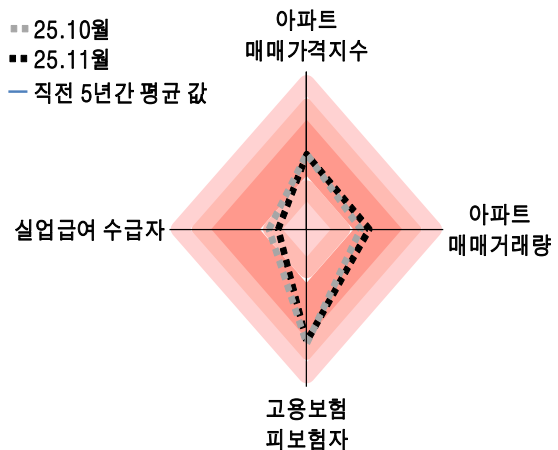 25.10월
25.11월
직전 5년간 평균 값
아파트
매매가격지수
아파트
매매거래량
실업급여 수급자
고용보험
피보험자